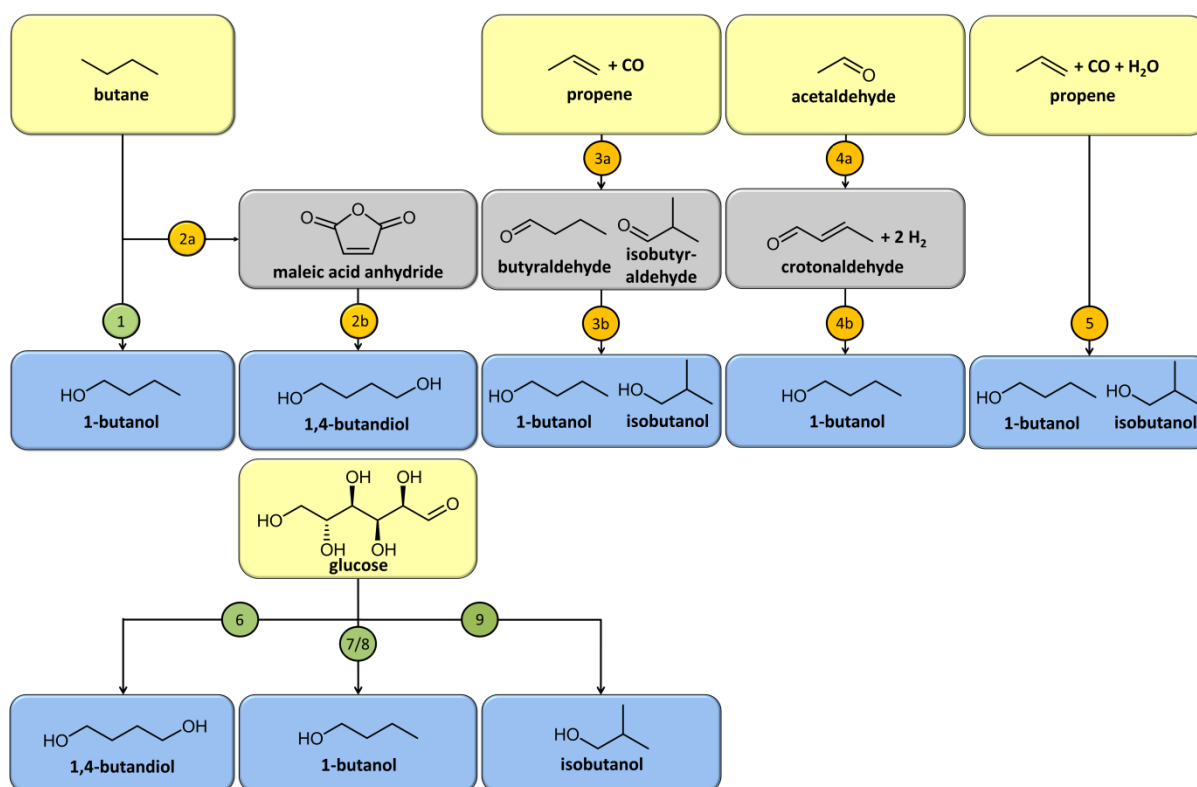 butane
+ CO
propene
O
acetaldehyde
+ CO + H₂O
propene
3a
4a
2a
O
O
O
maleic acid anhydride
O
butyraldehyde
O
isobutyr-
aldehyde
O
+ 2 H₂
crotonaldehyde
1
2b
3b
4b
5
HO
1-butanol
HO
OH
1,4-butandiol
HO
1-butanol
HO
isobutanol
HO
1-butanol
HO
1-butanol
HO
isobutanol
OH
OH
OH
O
HO
OH
OH
glucose
6
7/8
9
HO
OH
1,4-butandiol
HO
1-butanol
HO
isobutanol